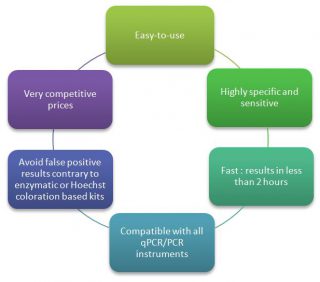 Easy-to-use
Highly specific and
sensitive
Fast : results in less
than 2 hours
Compatible with all
qPCR/PCR
instruments
Avoid false positive
results contrary to
enzymatic or Hoechst
coloration based kits
Very competitive
prices